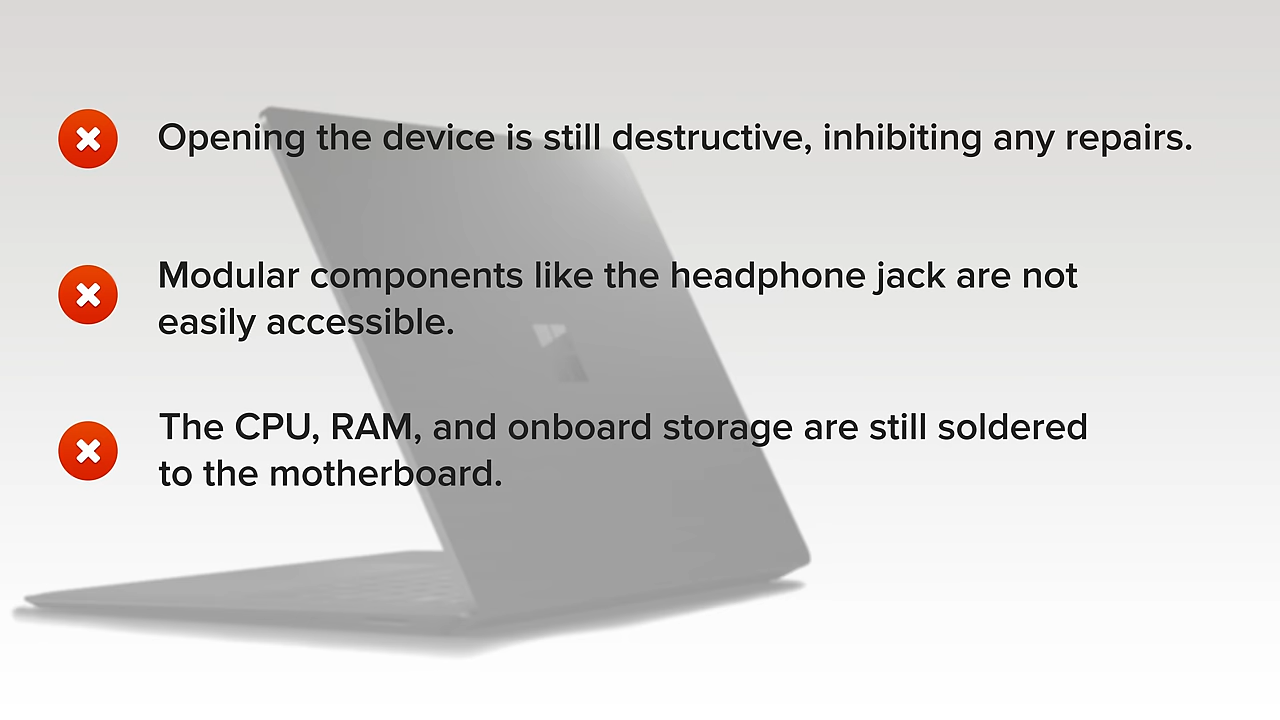 Opening the device is still destructive, inhibiting any repairs.
Modular components like the headphone jack are not
easily accessible.
The CPU, RAM, and onboard storage are still soldered
to the motherboard.